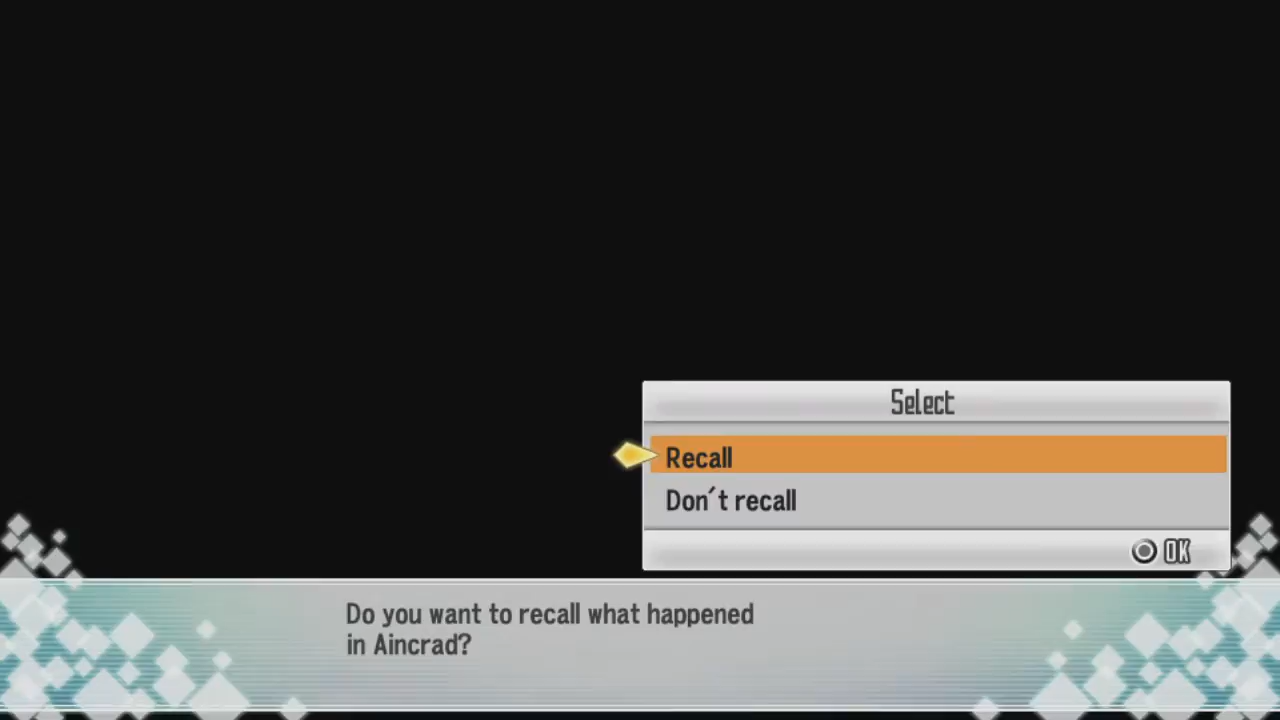 Select
Recall
Don't recall
OK
Do you want to recall what happened
in Aincrad?